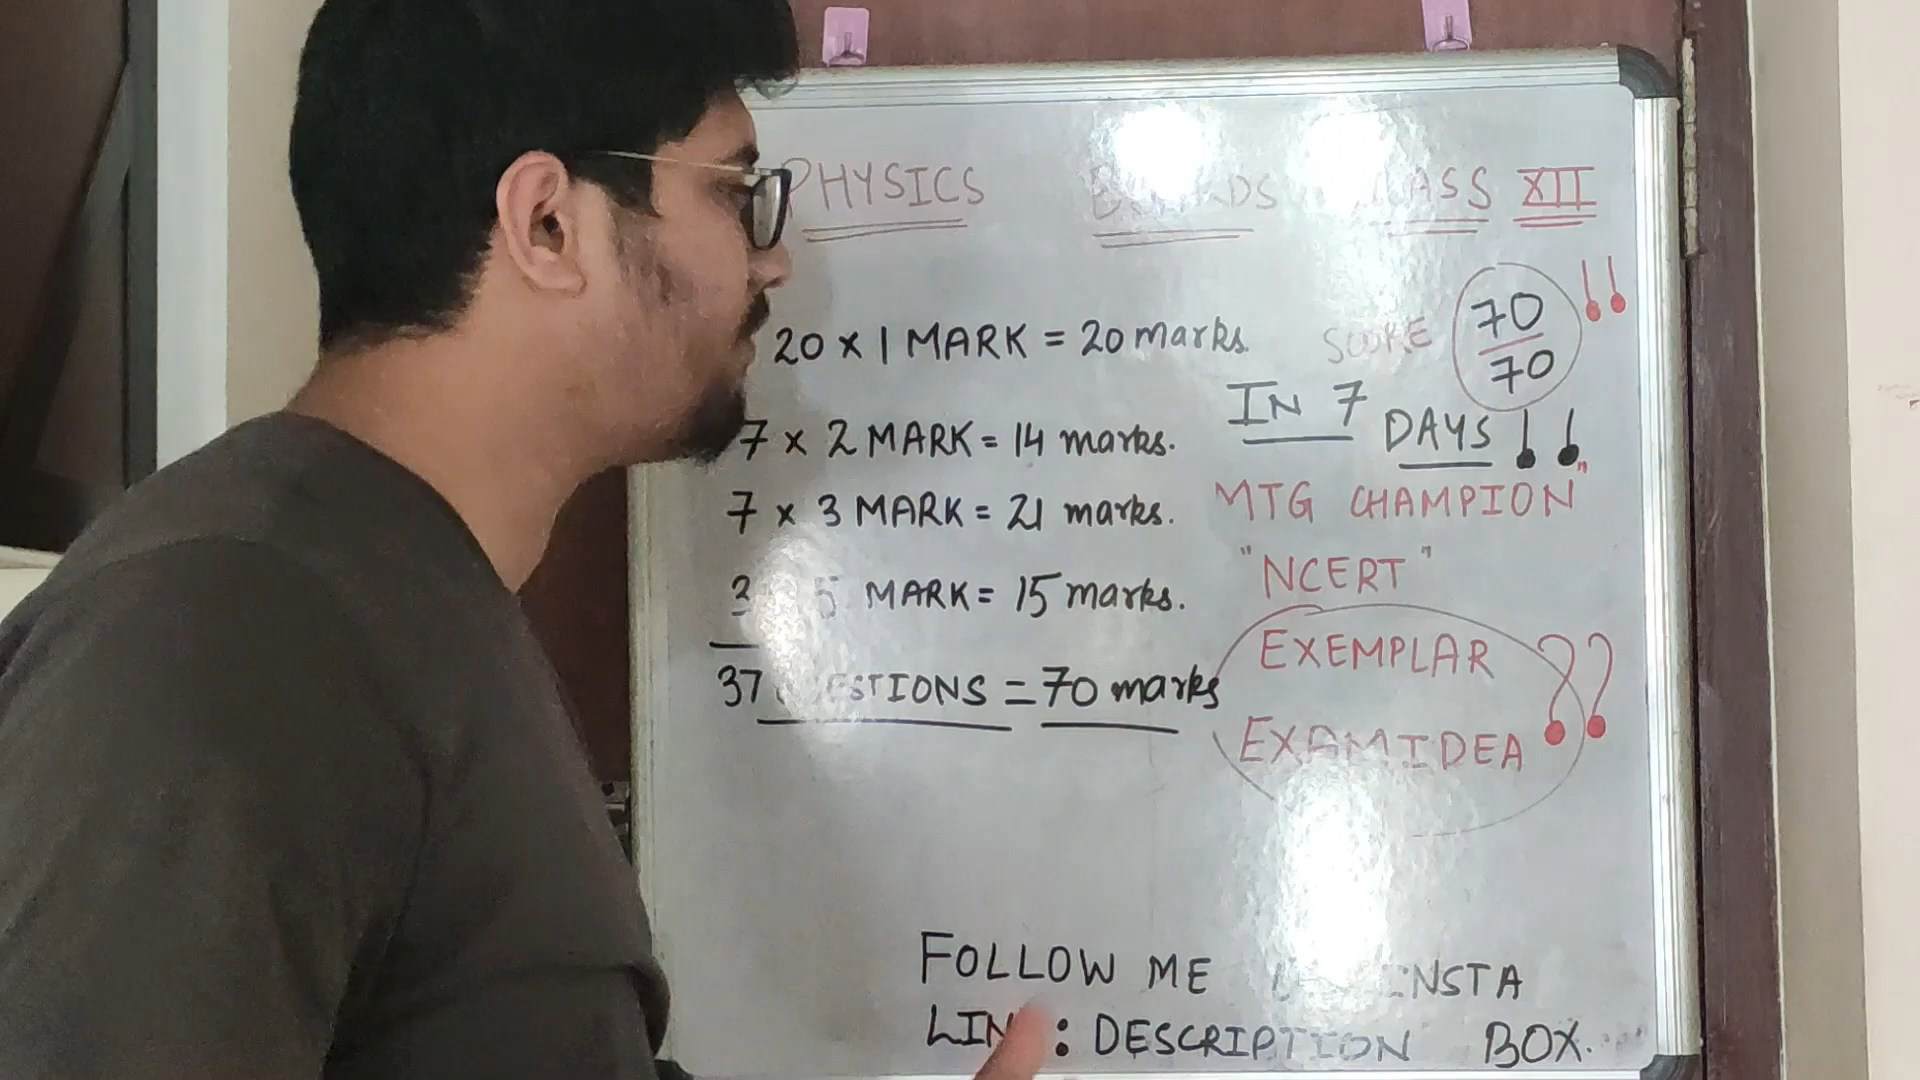 PHYSICS BOARDS CLASS XII
20 x 1 MARK = 20 marks.
7 x 2 MARK = 14 marks.
7 x 3 MARK = 21 marks.
3 5 MARK = 15 marks.
37 QUESTIONS = 70 marks
SCORE 70/70 !!
IN 7 DAYS !!
MTG CHAMPION"
"NCERT"
EXEMPLAR
EXAMIDEA ??
FOLLOW ME INSTA
LINK : DESCRIPTION BOX.